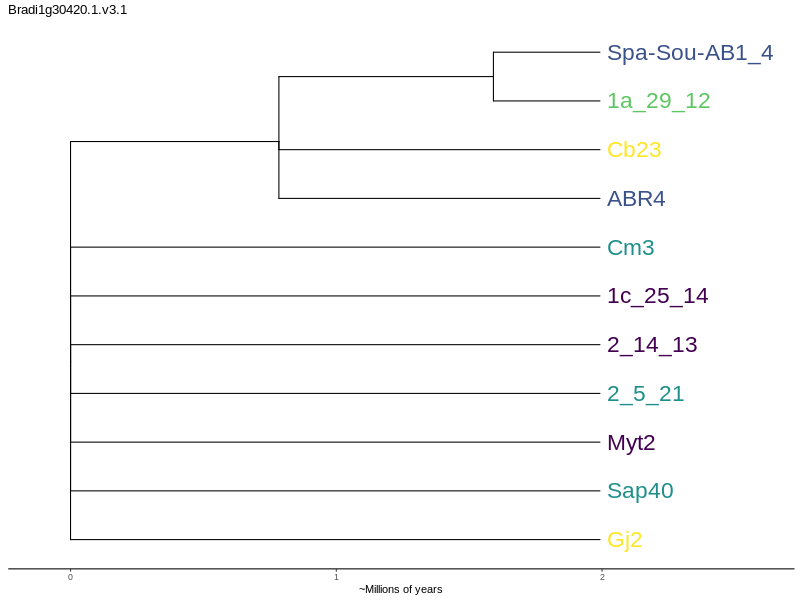 Bradi1g30420.1.v3.1
Spa-Sou-AB1_4
1a_29_12
Cb23
ABR4
Cm3
1c_25_14
2_14_13
2_5_21
Myt2
Sap40
Gj2
0 1 2
~Millions of years